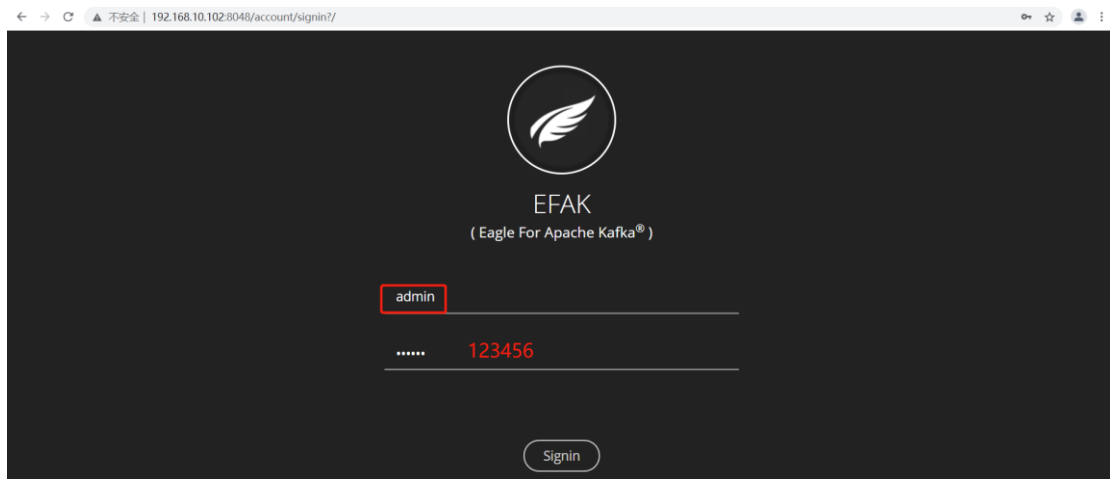 不安全 | 192.168.10.102:8048/account/signin?/
EFAK
( Eagle For Apache Kafka® )
admin
•••••• 123456
Signin